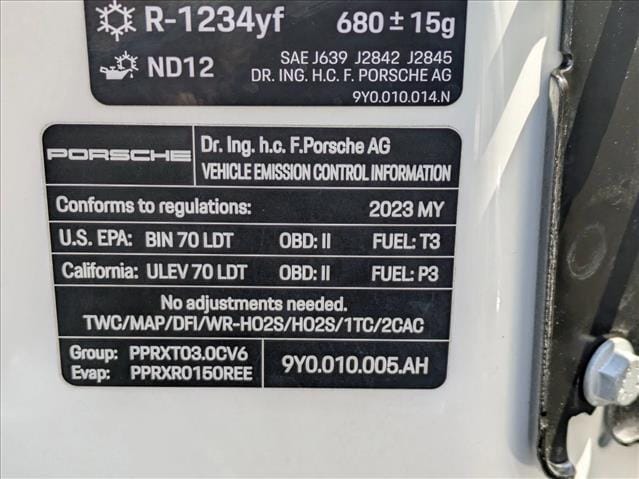 R-1234yf 680 ± 15g
ND12 SAE J639 J2842 J2845
DR. ING. H.C. F. PORSCHE AG
9Y0.010.014.N
PORSCHE Dr. Ing. h.c. F.Porsche AG
VEHICLE EMISSION CONTROL INFORMATION
Conforms to regulations: 2023 MY
U.S. EPA: BIN 70 LDT OBD: II FUEL: T3
California: ULEV 70 LDT OBD: II FUEL: P3
No adjustments needed.
TWC/MAP/DFI/WR-HO2S/HO2S/1TC/2CAC
Group: PPRXT03.0CV6
Evap: PPRXR0150REE
9Y0.010.005.AH